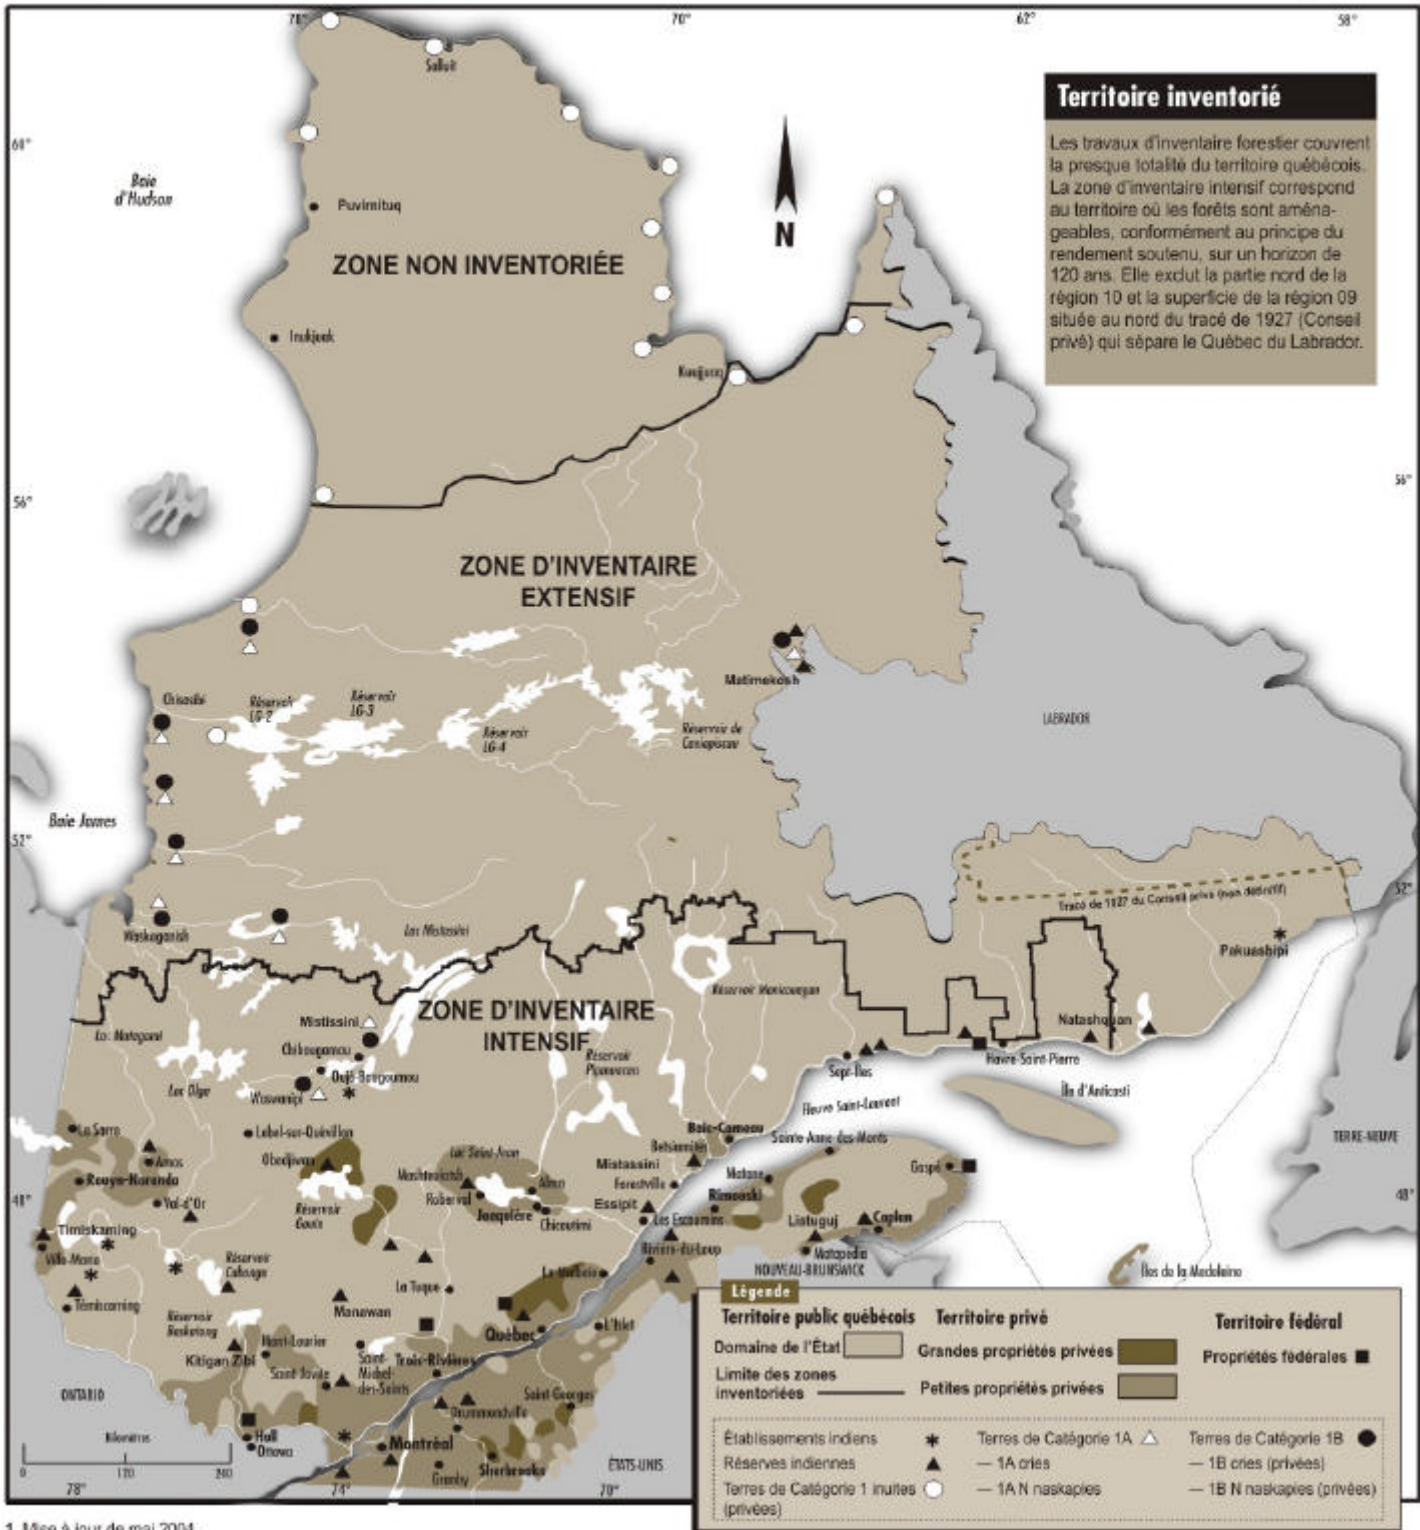 78°
70°
62°
58°
Salluit
60°
Baie
d'Hudson
Puvirnituq
ZONE NON INVENTORIÉE
Inukjuak
Kuujjuaq
N
Territoire inventorié
Les travaux d'inventaire forestier couvrent
la presque totalité du territoire québécois.
La zone d'inventaire intensif correspond
au territoire où les forêts sont aména-
geables, conformément au principe du
rendement soutenu, sur un horizon de
120 ans. Elle exclut la partie nord de la
région 10 et la superficie de la région 09
située au nord du tracé de 1927 (Conseil
privé) qui sépare le Québec du Labrador.
56°
56°
ZONE D'INVENTAIRE
EXTENSIF
Matimekosh
Chisasibi
Réservoir
LG-2
Réservoir
LG-3
Réservoir
LG-4
Réservoir de
Caniapiscau
LABRADOR
Baie James
52°
52°
Tracé de 1927 du Conseil privé (non définitif)
Waskaganish
Lac Mistassini
Pakuashipi
Réservoir Manicouagan
ZONE D'INVENTAIRE
INTENSIF
Mistissini
Natashquan
Lac Matagami
Chibougamau
Oujé-Bougoumou
Réservoir
Pipmuacan
Sept-Îles
Havre-Saint-Pierre
Lac Olga
Waswanipi
Île d'Anticosti
Fleuve Saint-Laurent
La Sarre
Lebel-sur-Quévillon
Baie-Comeau
Sainte-Anne-des-Monts
TERRE-NEUVE
Amos
Obedjiwan
Lac Saint-Jean
Betsiamites
Mistassini
Gaspé
Rouyn-Noranda
Mashteuiatsh
Matane
Forestville
48°
48°
Val-d'Or
Roberval
Alma
Rimouski
Réservoir
Gouin
Jonquière
Essipit
Chicoutimi
Les Escoumins
Listuguj
Caplan
Timiskaming
Ville-Marie
Rivière-du-Loup
Matapédia
Réservoir
Cabonga
La Malbaie
NOUVEAU-BRUNSWICK
Îles de la Madeleine
Témiscaming
La Tuque
Manawan
Réservoir
Baskatong
Québec
L'Islet
Mont-Laurier
Kitigan Zibi
Saint-
Michel-
des-Saints
Trois-Rivières
Saint-Jovite
ONTARIO
Saint-Georges
Drummondville
Hull
Ottawa
Montréal
Granby
Sherbrooke
ÉTATS-UNIS
Kilomètres
0 120 240
78°
74°
70°
Légende
Territoire public québécois
Domaine de l'État
Limite des zones
inventoriées
Territoire privé
Grandes propriétés privées
Petites propriétés privées
Territoire fédéral
Propriétés fédérales
Établissements indiens
Réserves indiennes
Terres de Catégorie 1 inuites
(privées)
Terres de Catégorie 1A
— 1A cries
— 1A N naskapies
Terres de Catégorie 1B
— 1B cries (privées)
— 1B N naskapies (privées)
1. Mise à jour de mai 2004